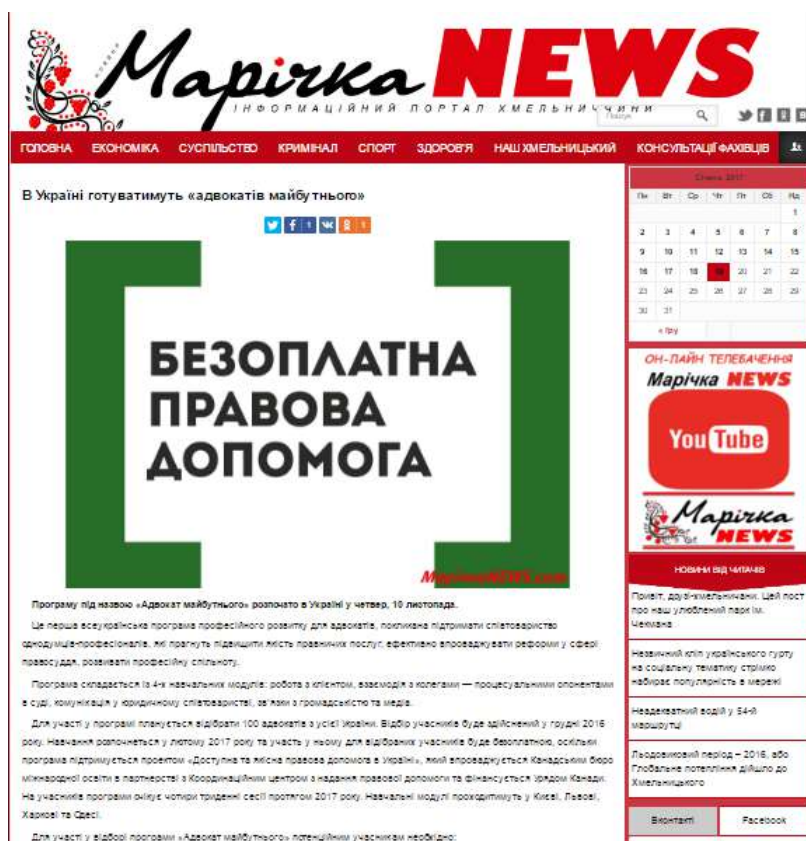 новини
Марічка NEWS
ІНФОРМАЦІЙНИЙ ПОРТАЛ ХМЕЛЬНИЧЧИНИ
Пошук
ГОЛОВНА ЕКОНОМІКА СУСПІЛЬСТВО КРИМІНАЛ СПОРТ ЗДОРОВ'Я НАШ ХМЕЛЬНИЦЬКИЙ КОНСУЛЬТАЦІЇ ФАХІВЦІВ
В Україні готуватимуть «адвокатів майбутнього»
1 1
БЕЗОПЛАТНА
ПРАВОВА
ДОПОМОГА
МарічкаNEWS.com
Програму під назвою «Адвокат майбутнього» розпочато в Україні у четвер, 10 листопада.
Це перша всеукраїнська програма професійного розвитку для адвокатів, покликана підтримати співтовариство
однодумців-професіоналів, які прагнуть підвищити якість правничих послуг, ефективно впроваджувати реформи у сфері
правосуддя, розвивати професійну спільноту.
Програма складається із 4-х навчальних модулів: робота з клієнтом, взаємодія з колегами — процесуальними опонентами
в суді, комунікація у юридичному співтоваристві, зв'язки з громадськістю та медіа.
Для участі у програмі планується відібрати 100 адвокатів з усієї України. Відбір учасників буде здійснений у грудні 2016
року. Навчання розпочнеться у лютому 2017 року та участь у ньому для відібраних учасників буде безоплатною, оскільки
програма підтримується проектом «Доступна та якісна правова допомога в Україні», який впроваджується Канадським бюро
міжнародної освіти в партнерстві з Координаційним центром з надання правової допомоги та фінансується Урядом Канади.
На учасників програми очікує чотири триденні сесії протягом 2017 року. Навчальні модулі проходитимуть у Києві, Львові,
Харкові та Одесі.
Для участі у відборі програми «Адвокат майбутнього» потенційним учасникам необхідно:
Січень 2017
Пн Вт Ср Чт Пт Сб Нд
1
2 3 4 5 6 7 8
9 10 11 12 13 14 15
16 17 18 19 20 21 22
23 24 25 26 27 28 29
30 31
« Гру
ОН-ЛАЙН ТЕЛЕБАЧЕННЯ
Марічка NEWS
YouTube
Марічка
NEWS
НОВИНИ ВІД ЧИТАЧІВ
Привіт, друзі-хмельничани. Цей пост
про наш улюблений парк ім.
Чекмана
Незвичний кліп українського гурту
на соціальну тематику стрімко
набирає популярність в мережі
Неадекватний водій у 54-й
маршрутці
Льодовиковий період – 2016, або
Глобальне потепління дійшло до
Хмельницького
Вконтакті Facebook